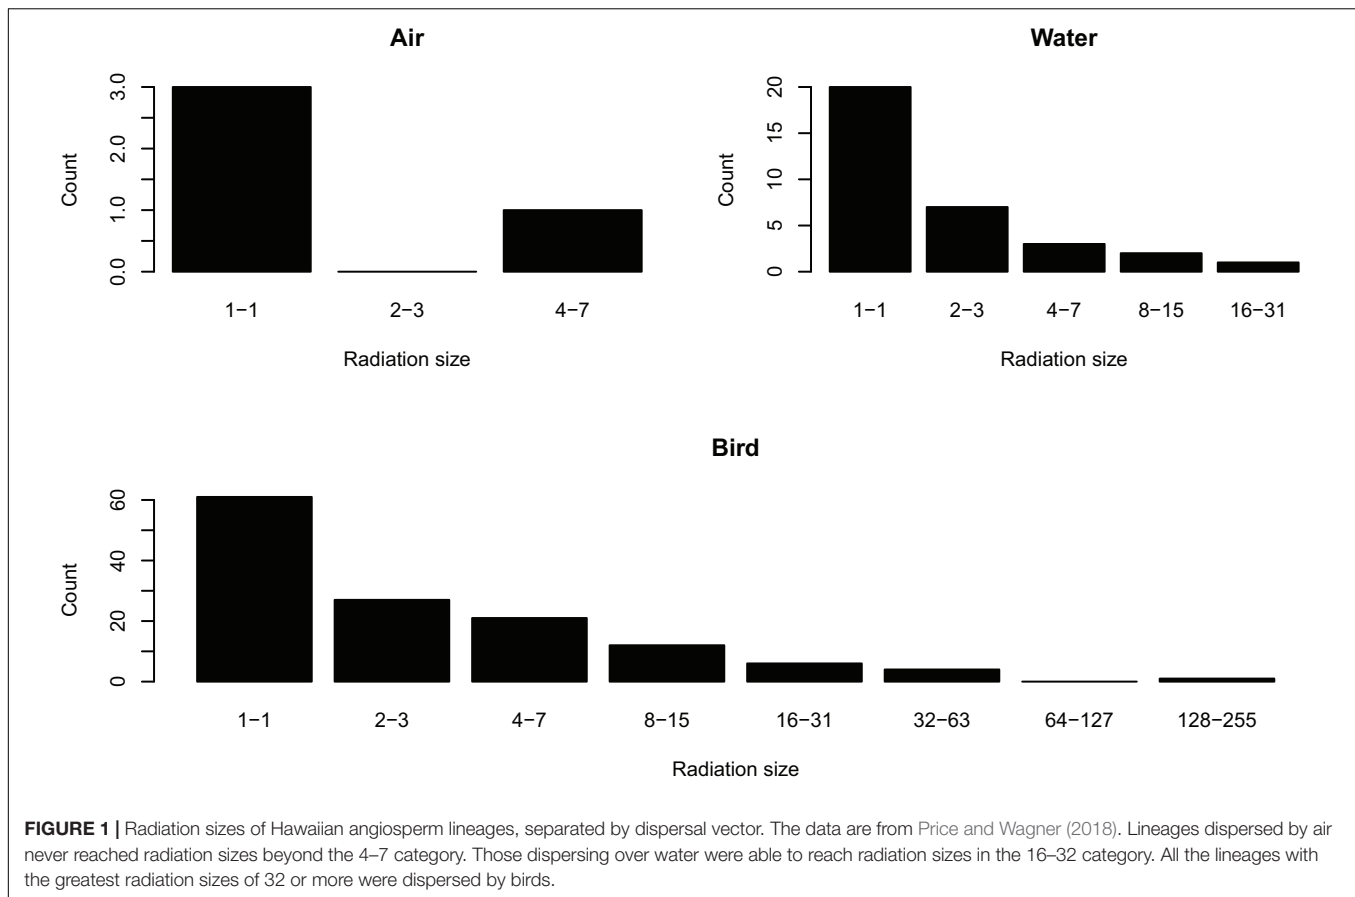 Air
3.0
2.0
1.0
0.0
Count
1−1
2−3
4−7
Radiation size
Water
20
15
10
5
0
Count
1−1
2−3
4−7
8−15
16−31
Radiation size
Bird
60
40
20
0
Count
1−1
2−3
4−7
8−15
16−31
32−63
64−127
128−255
Radiation size
FIGURE 1 | Radiation sizes of Hawaiian angiosperm lineages, separated by dispersal vector. The data are from Price and Wagner (2018). Lineages dispersed by air
never reached radiation sizes beyond the 4–7 category. Those dispersing over water were able to reach radiation sizes in the 16–32 category. All the lineages with
the greatest radiation sizes of 32 or more were dispersed by birds.